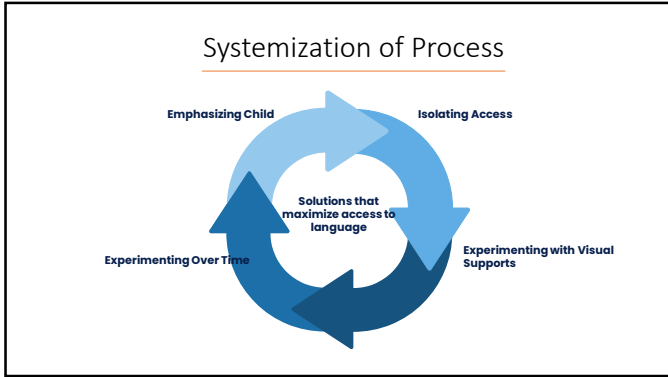 Systemization of Process
Emphasizing Child
Isolating Access
Solutions that
maximize access to
language
Experimenting Over Time
Experimenting with Visual
Supports